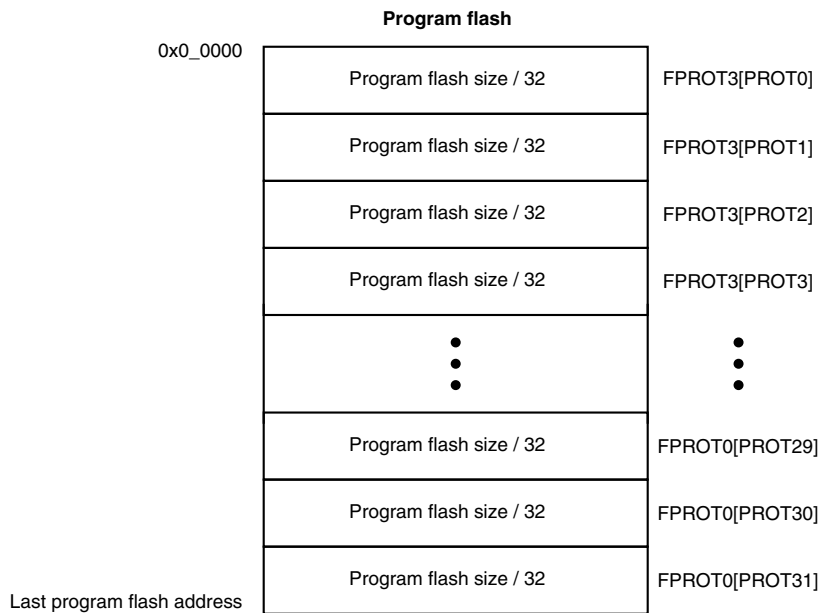 Program flash
0x0_0000
Program flash size / 32 FPROT3[PROT0]
Program flash size / 32 FPROT3[PROT1]
Program flash size / 32 FPROT3[PROT2]
Program flash size / 32 FPROT3[PROT3]
Program flash size / 32 FPROT0[PROT29]
Program flash size / 32 FPROT0[PROT30]
Program flash size / 32 FPROT0[PROT31]
Last program flash address